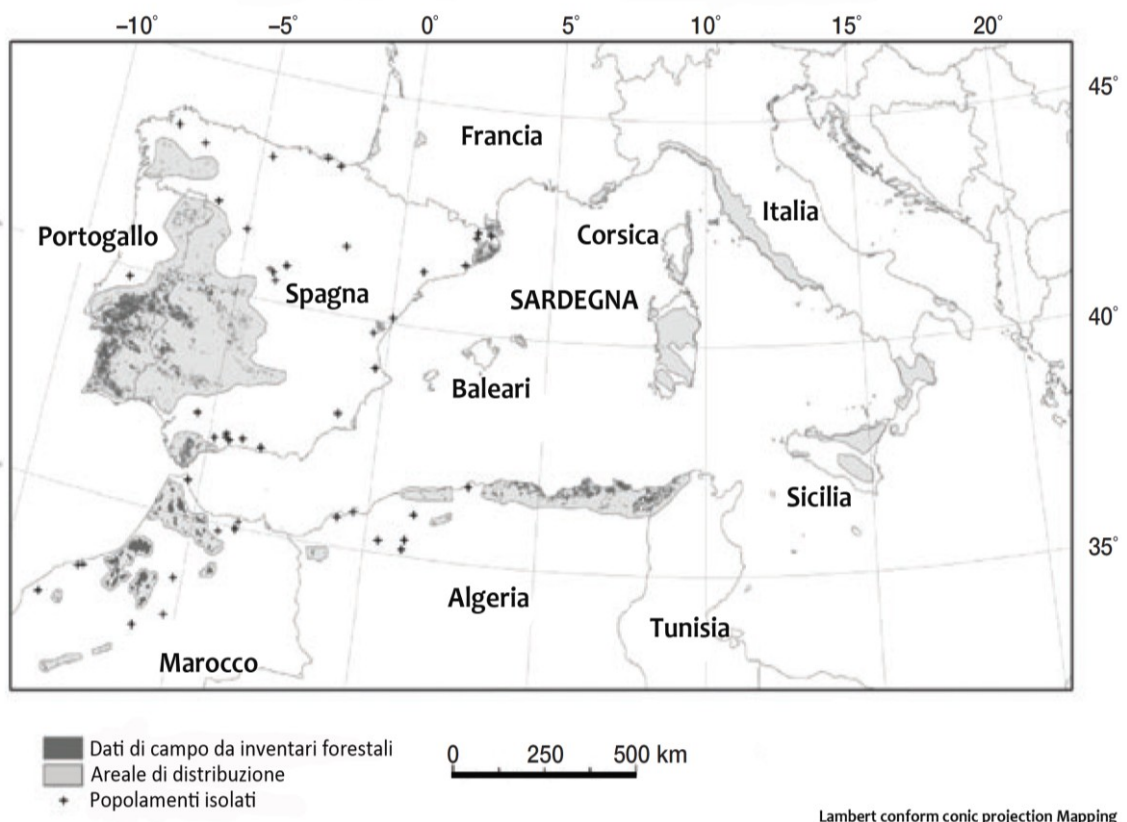 −10° −5° 0° 5° 10° 15° 20°
45°
Francia
Italia
Portogallo
Corsica
Spagna
SARDEGNA
40°
Baleari
Sicilia
35°
Algeria
Tunisia
Marocco
Dati di campo da inventari forestali
Areale di distribuzione
Popolamenti isolati
0 250 500 km
Lambert conform conic projection Mapping